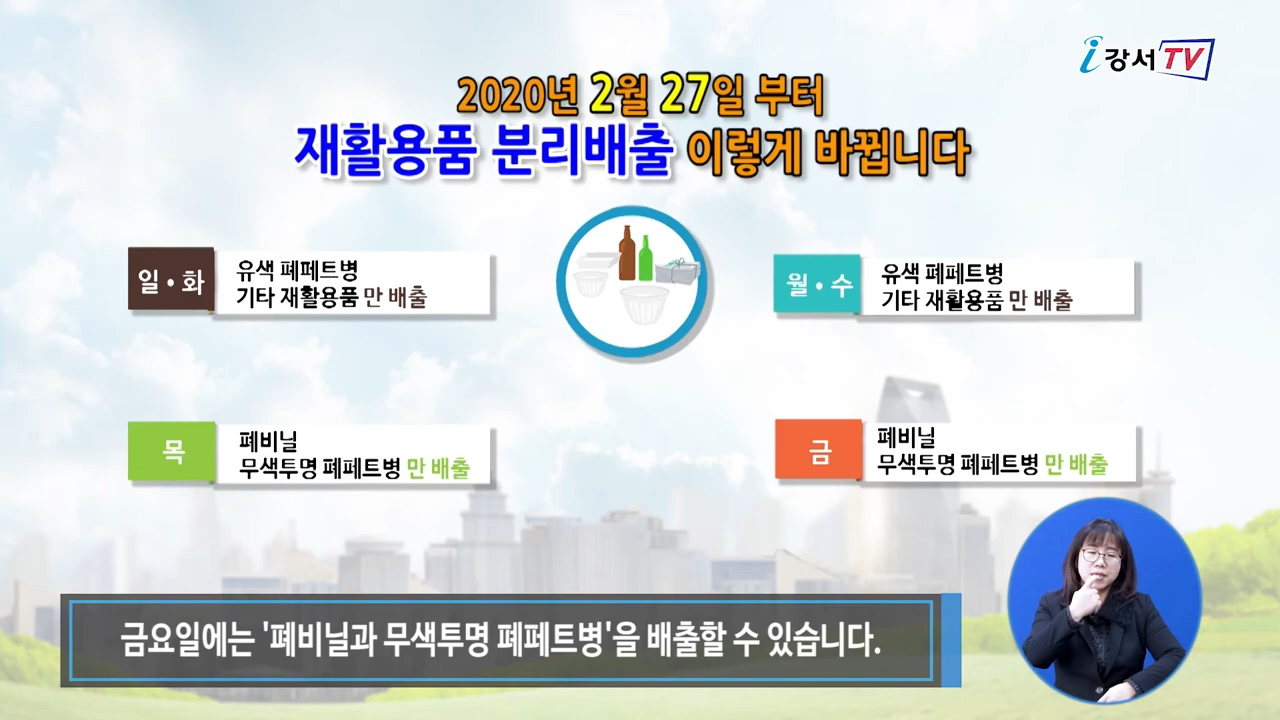 i강서TV
2020년 2월 27일 부터
재활용품 분리배출 이렇게 바뀝니다
일·화
유색 폐페트병
기타 재활용품 만 배출
월·수
유색 폐페트병
기타 재활용품 만 배출
목
폐비닐
무색투명 폐페트병 만 배출
금
폐비닐
무색투명 폐페트병 만 배출
금요일에는 '폐비닐과 무색투명 폐페트병'을 배출할 수 있습니다.